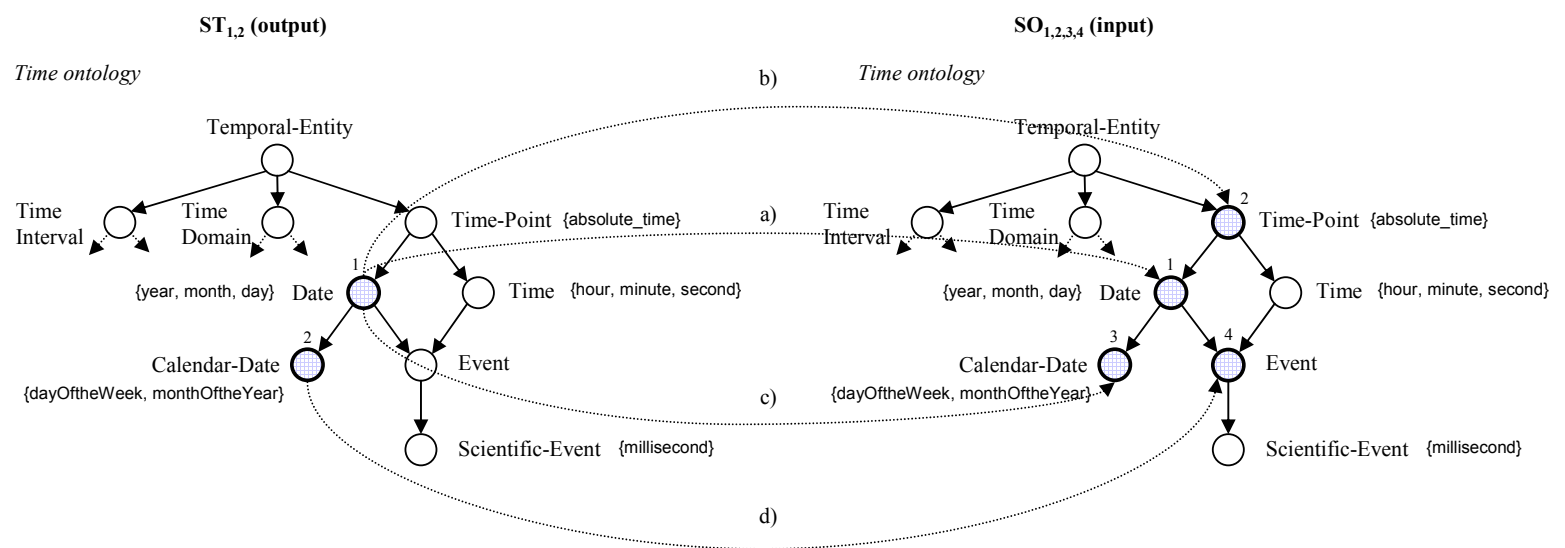 ST1,2 (output)
SO1,2,3,4 (input)
Time ontology
b)
Time ontology
Temporal-Entity
Temporal-Entity
2
Time
Interval
Time
Domain
Time-Point {absolute_time}
a)
Time
Interval
Time
Domain
Time-Point {absolute_time}
1
{year, month, day} Date
Time {hour, minute, second}
1
{year, month, day} Date
Time {hour, minute, second}
2
Calendar-Date
Event
{dayOftheWeek, monthOftheYear}
3
4
Calendar-Date
Event
{dayOftheWeek, monthOftheYear}
c)
Scientific-Event {millisecond}
Scientific-Event {millisecond}
d)